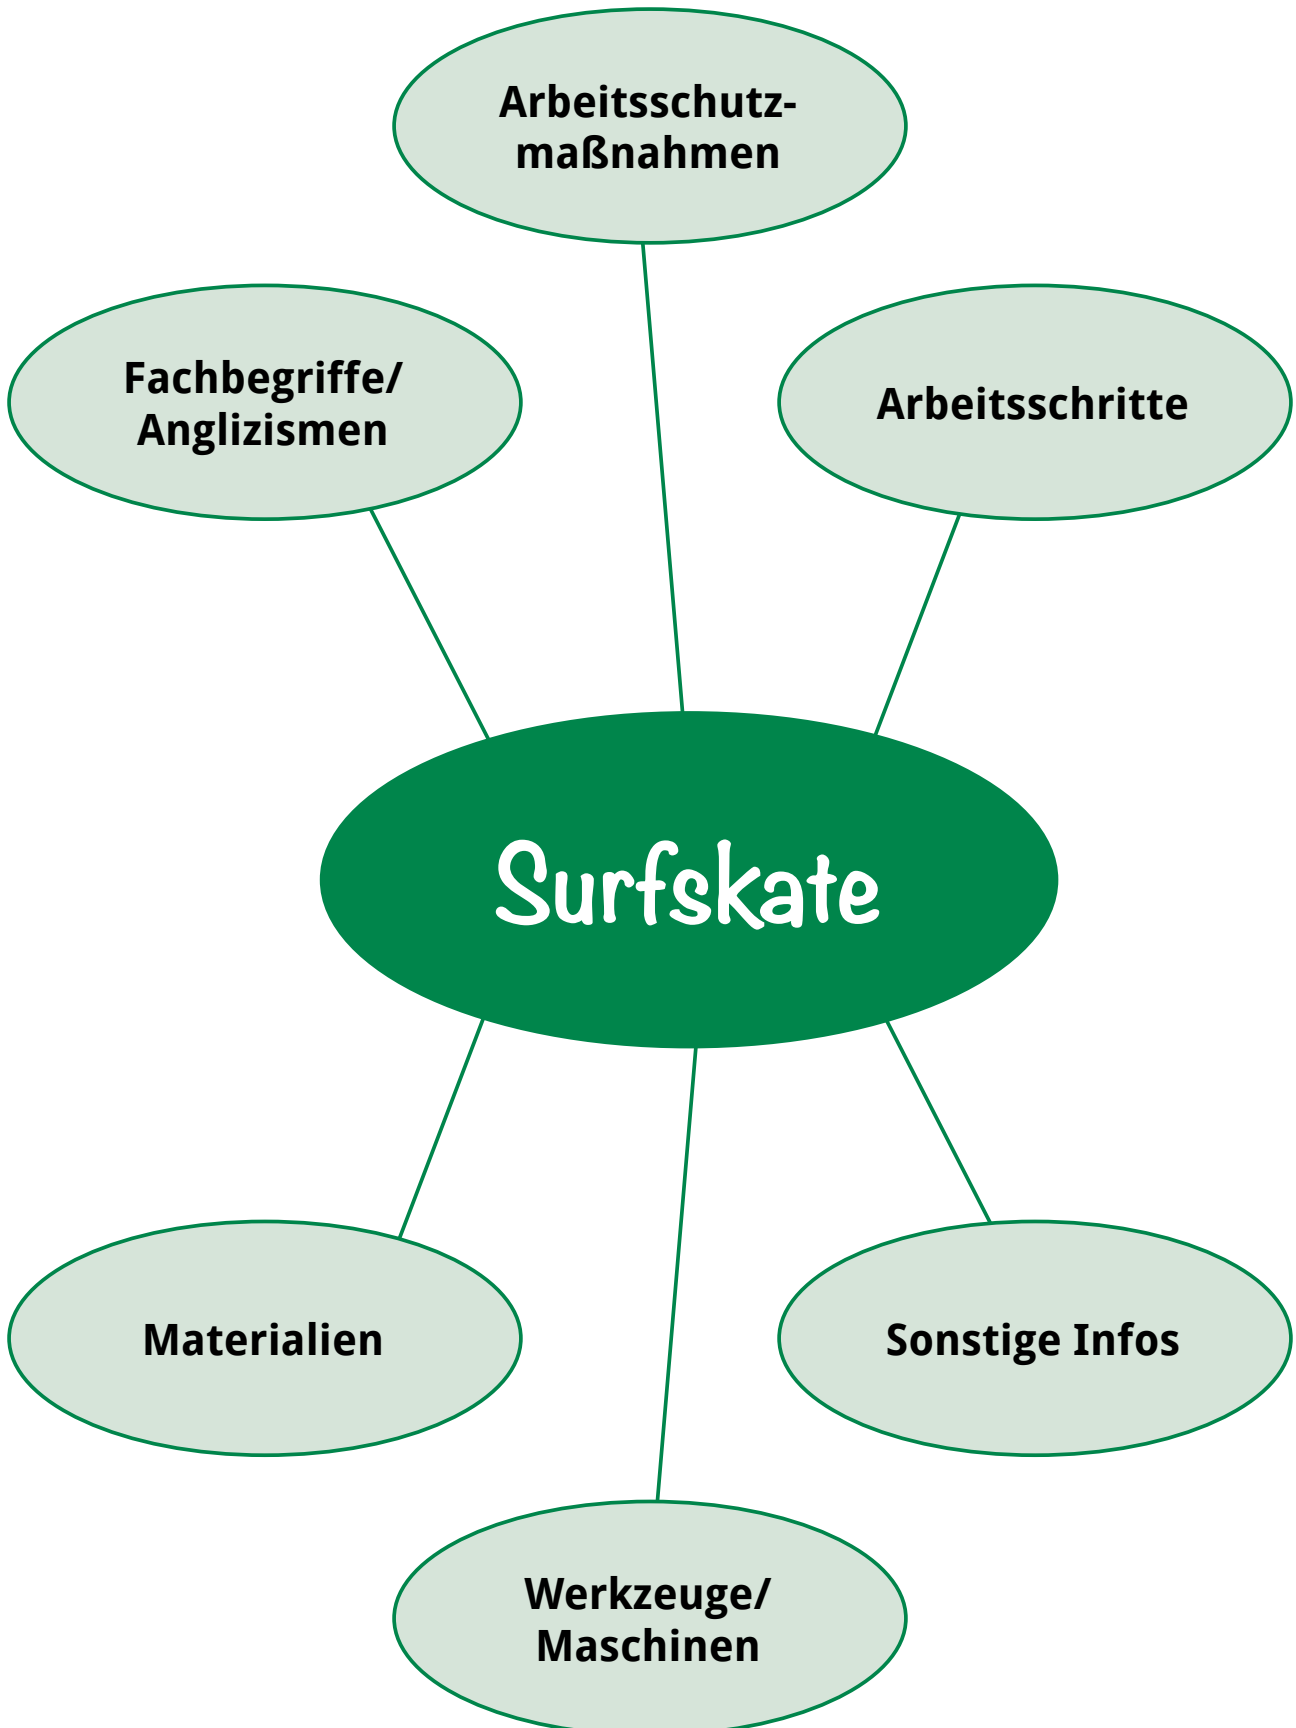 Arbeitsschutz-
maßnahmen
Fachbegriffe/
Anglizismen
Arbeitsschritte
Surfskate
Materialien
Sonstige Infos
Werkzeuge/
Maschinen